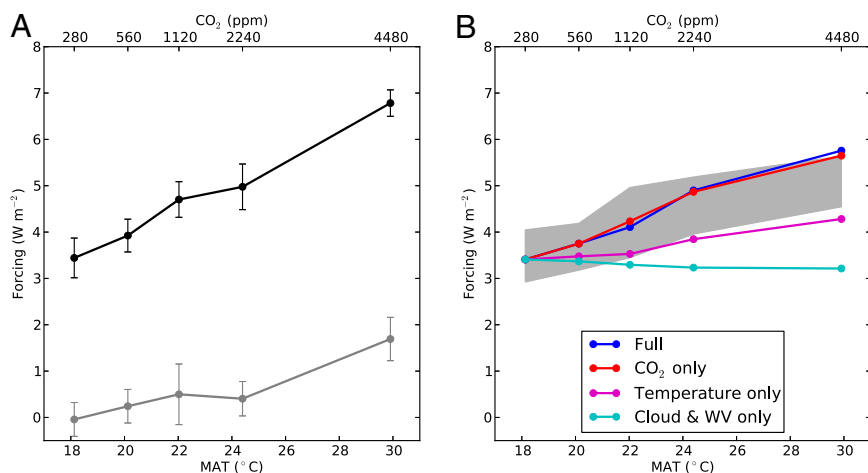 A
CO2 (ppm)
280 560 1120 2240 4480
8
7
6
5
4
3
2
1
0
Forcing (W m−2)
18 20 22 24 26 28 30
MAT (°C)
B
CO2 (ppm)
280 560 1120 2240 4480
8
7
6
5
4
3
2
1
0
Forcing (W m−2)
Full
CO2 only
Temperature only
Cloud & WV only
18 20 22 24 26 28 30
MAT (°C)